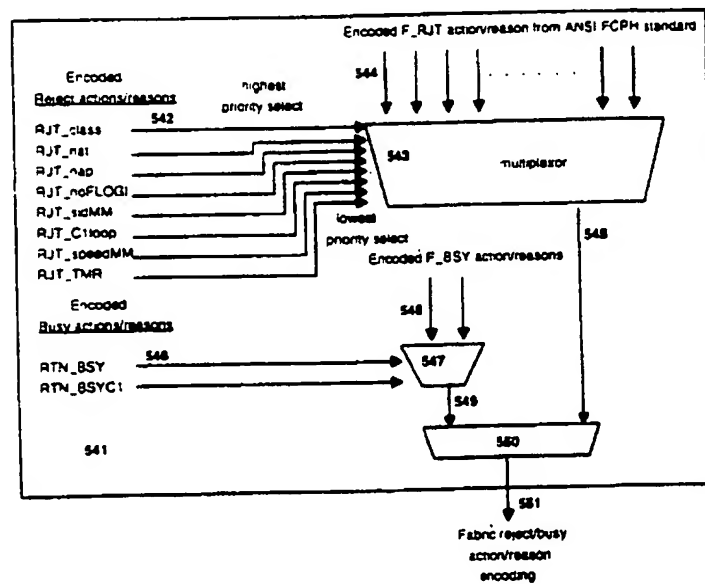 Encoded F_RJT action/reason from ANSI FCPH standard
544
Encoded
Reject actions/reasons
highest
priority select
542
RJT_class
RJT_nst
RJT_nap
RJT_noFLOGI
RJT_sidMM
RJT_C1loop
RJT_speedMM
RJT_TMR
543
multiplexor
lowest
priority select
545
Encoded F_BSY action/reasons
548
Encoded
Busy actions/reasons
546
RTN_BSY
RTN_BSYC1
547
549
541
550
551
Fabric reject/busy
action/reason
encoding